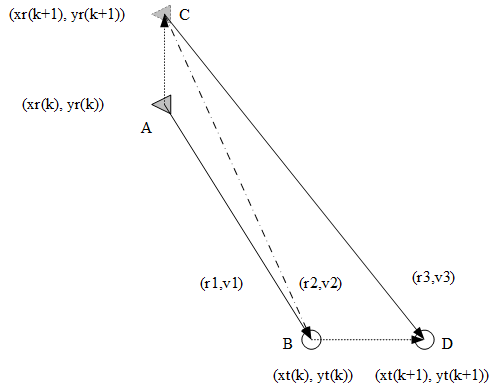 (xr(k+1), yr(k+1))
C
(xr(k), yr(k))
A
(r1,v1)
(r2,v2)
(r3,v3)
B
D
(xt(k), yt(k))
(xt(k+1), yt(k+1))